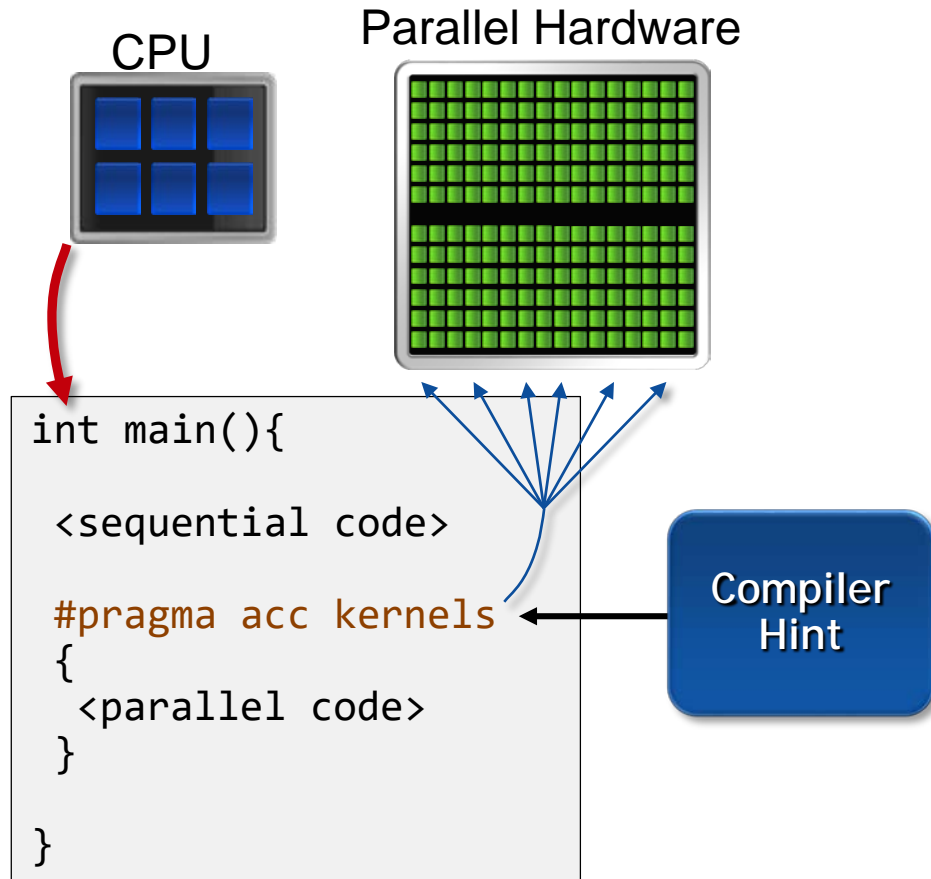 CPU
Parallel Hardware
int main(){
<sequential code>
#pragma acc kernels
{
<parallel code>
}
}
Compiler
Hint